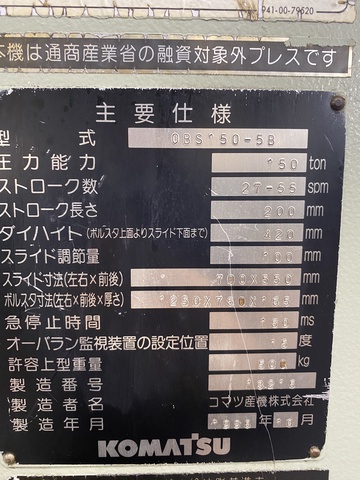 941-00-79520
本機は通商産業省の融資対象外プレスです
主要仕様
型式 OBS150-5B
圧力能力 150 ton
ストローク数 27-55 spm
ストローク長さ 200 mm
ダイハイト(ボルスタ上面よりスライド下面まで) mm
スライド調節量 100 mm
スライド寸法(左右×前後) 700×550 mm
ボルスタ寸法(左右×前後×厚さ) mm
急停止時間 ms
オーバラン監視装置の設定位置 度
許容上型重量 kg
製造番号
製造者名 コマツ産機株式会社
製造年月 年 月
KOMATSU